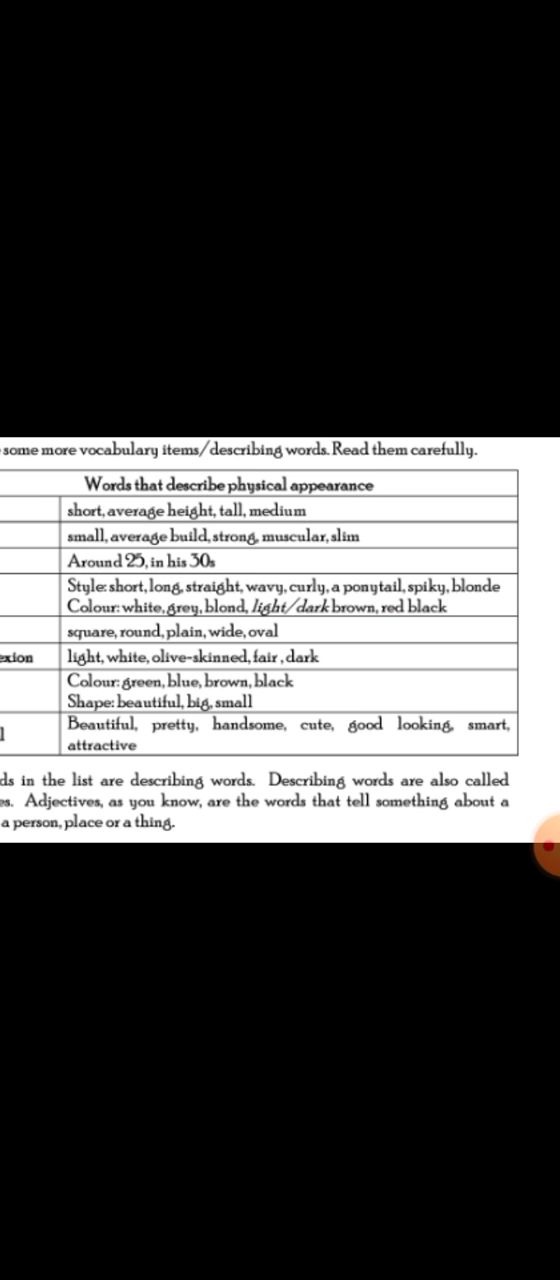 some more vocabulary items/describing words. Read them carefully.
Words that describe physical appearance
short, average height, tall, medium
small, average build, strong, muscular, slim
Around 25, in his 30s
Style: short, long, straight, wavy, curly, a ponytail, spiky, blonde
Colour: white, grey, blond, light/dark brown, red black
square, round, plain, wide, oval
exion light, white, olive-skinned, fair , dark
Colour: green, blue, brown, black
Shape: beautiful, big, small
Beautiful, pretty, handsome, cute, good looking, smart,
l attractive
ds in the list are describing words. Describing words are also called
es. Adjectives, as you know, are the words that tell something about a
a person, place or a thing.